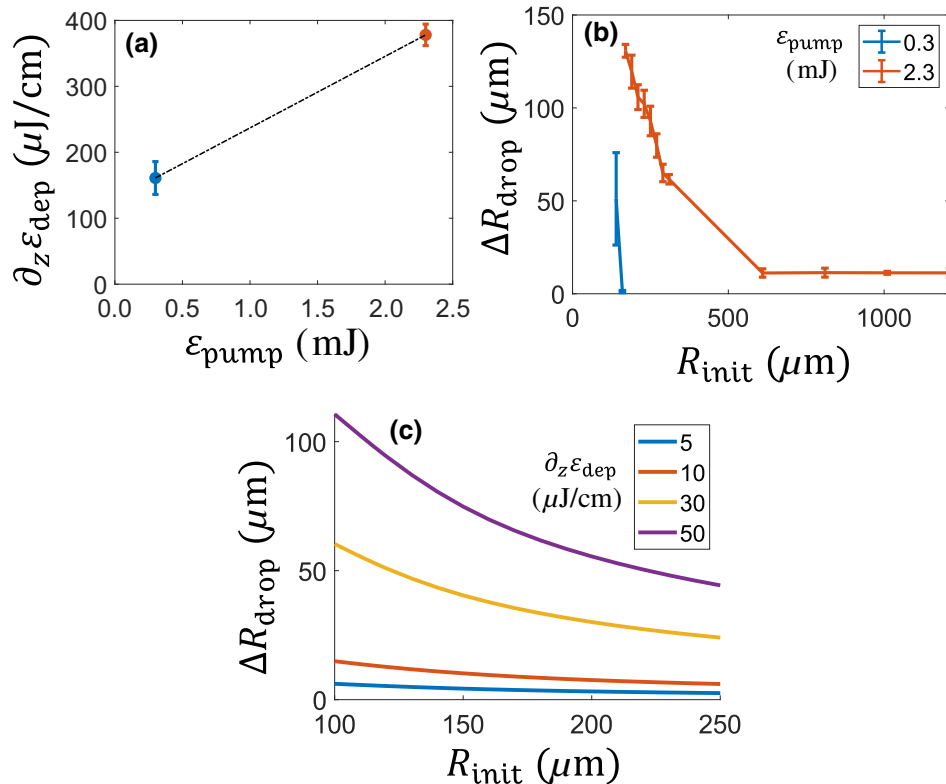 (a)
400
300
200
100
0
0.0 0.5 1.0 1.5 2.0 2.5
∂zεdep (μJ/cm)
εpump (mJ)
(b)
150
100
50
0
0 500 1000
ΔRdrop (μm)
Rinit (μm)
εpump
(mJ)
0.3
2.3
(c)
100
50
0
100 150 200 250
ΔRdrop (μm)
Rinit (μm)
∂zεdep
(μJ/cm)
5
10
30
50